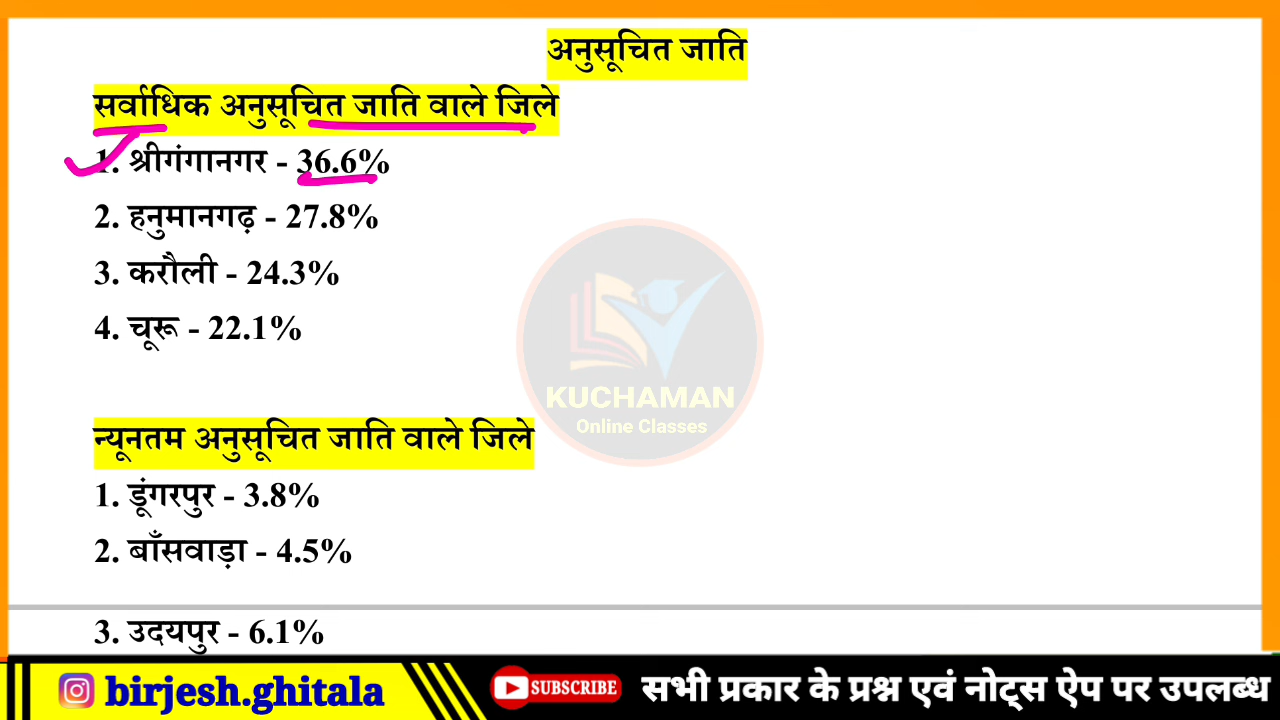 अनुसूचित जाति
सर्वाधिक अनुसूचित जाति वाले जिले
1. श्रीगंगानगर - 36.6%
2. हनुमानगढ़ - 27.8%
3. करौली - 24.3%
4. चूरू - 22.1%
KUCHAMAN
Online Classes
न्यूनतम अनुसूचित जाति वाले जिले
1. डूंगरपुर - 3.8%
2. बाँसवाड़ा - 4.5%
3. उदयपुर - 6.1%
birjesh.ghitala
SUBSCRIBE
सभी प्रकार के प्रश्न एवं नोट्स ऐप पर उपलब्ध